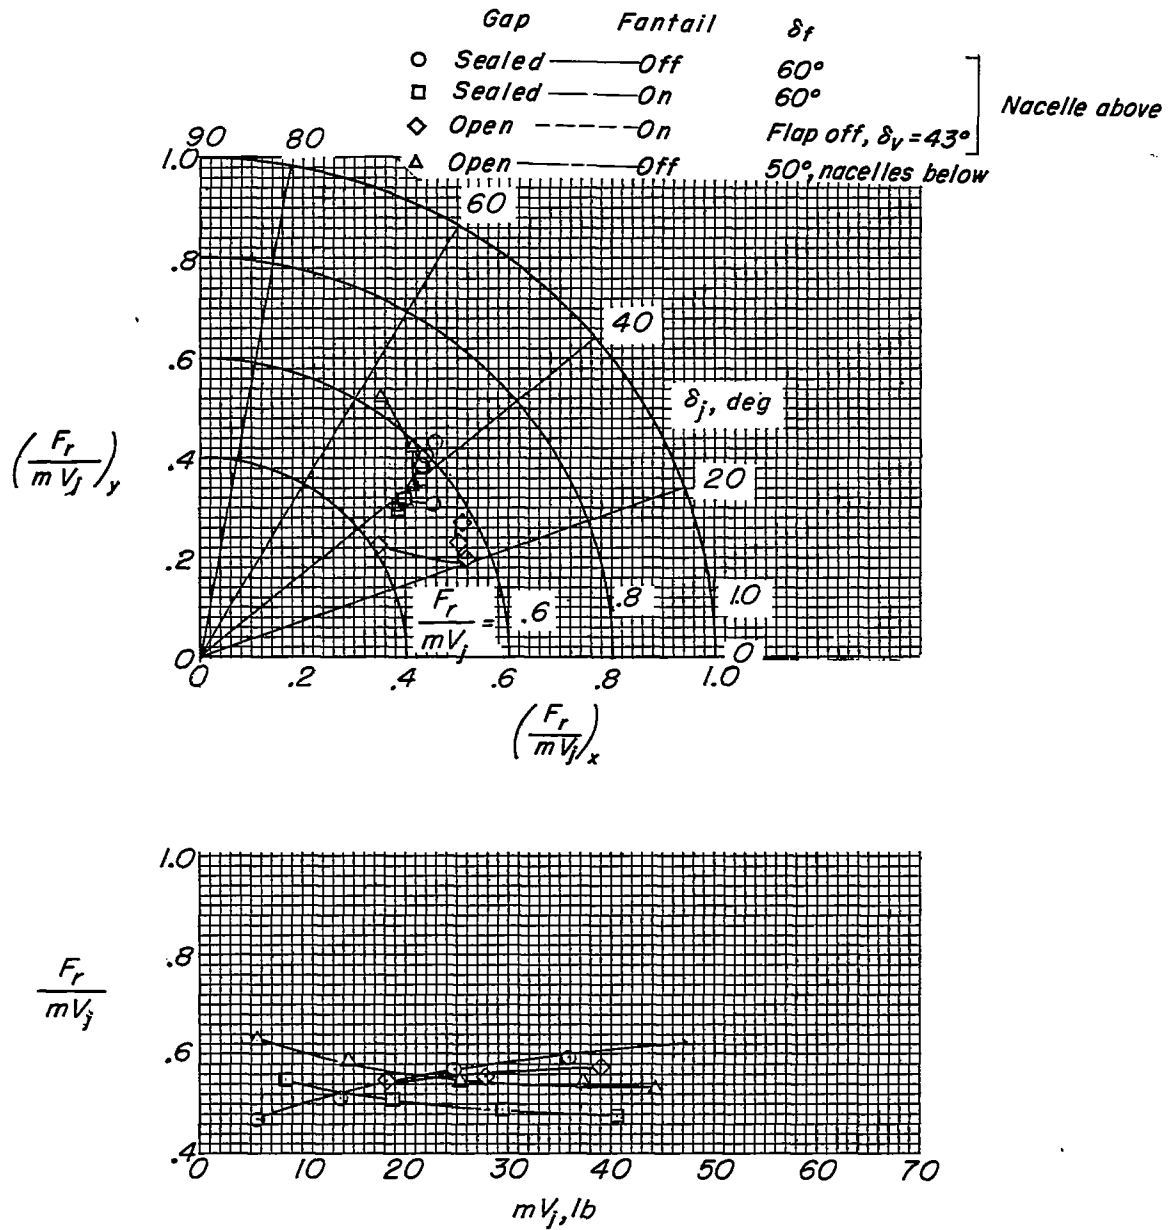 Gap Fantail δf
○ Sealed ——— Off 60°
□ Sealed — — On 60°
◇ Open - - - - On Flap off, δv = 43°
△ Open — - — Off 50°, nacelles below
Nacelle above
90 80
60
40
20
0
δj, deg
1.0
.8
.6
.4
.2
0
(Fr/mVj)y
Fr/mVj = .6 .8 1.0
0 .2 .4 .6 .8 1.0
(Fr/mVj)x
1.0
.8
.6
.4
Fr/mVj
0 10 20 30 40 50 60 70
mVj, lb